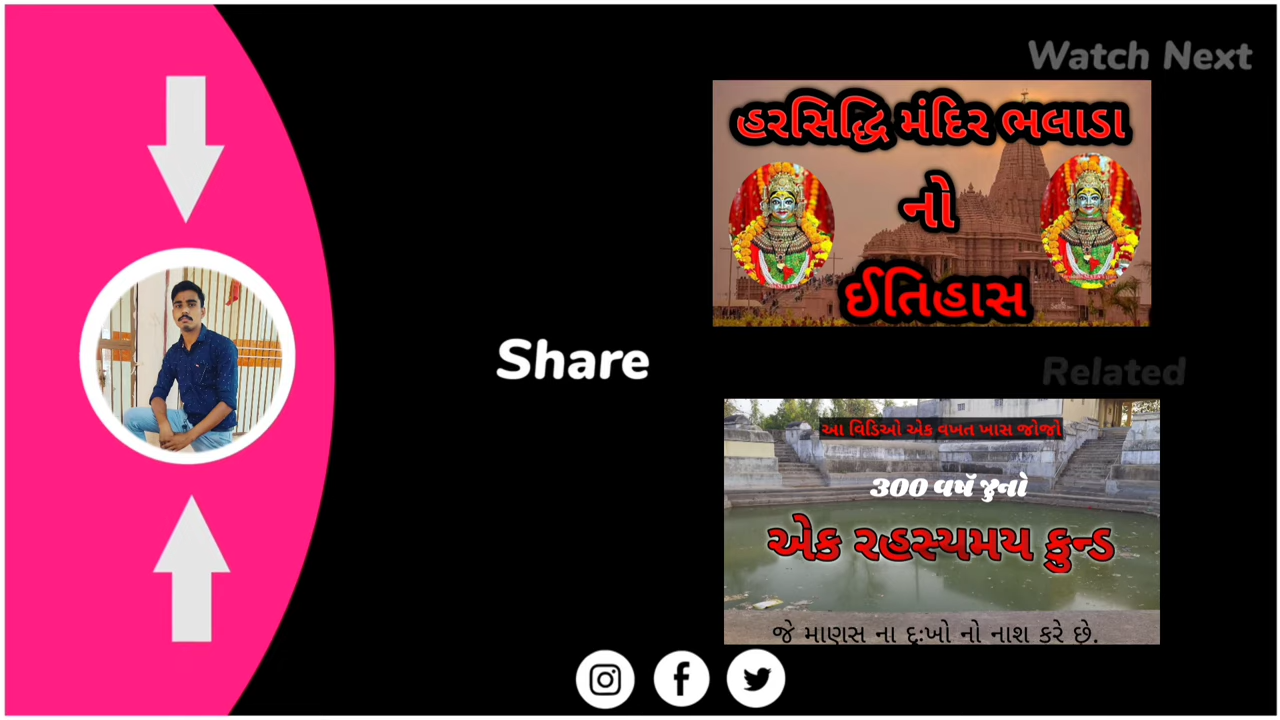 Watch Next
હરસિદ્ધિ મંદિર ભલાડા
નો
ઈતિહાસ
Share
Related
આ વિડિઓ એક વખત ખાસ જોજો
300 વર્ષ જુનો
એક રહસ્યમય કુન્ડ
જે માણસ ના દુઃખો નો નાશ કરે છે.